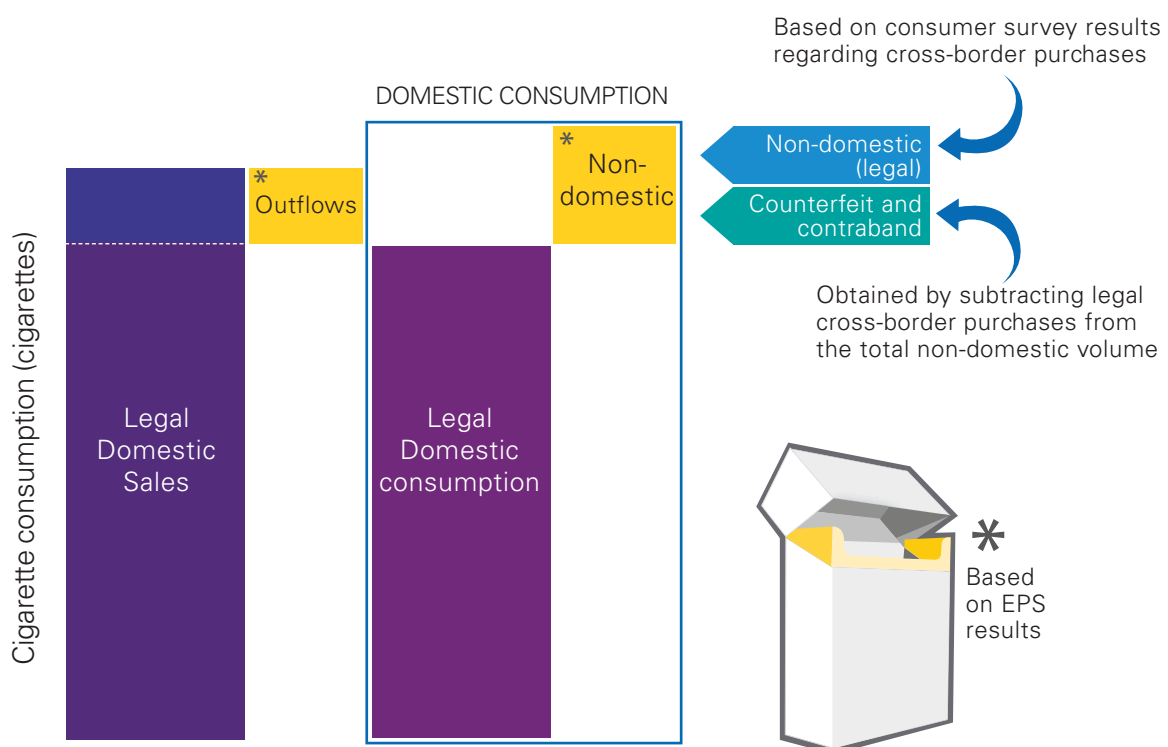 Based on consumer survey results
regarding cross-border purchases
DOMESTIC CONSUMPTION
Cigarette consumption (cigarettes)
Legal
Domestic
Sales
*
Outflows
Legal
Domestic
consumption
*
Non-
domestic
Non-domestic
(legal)
Counterfeit and
contraband
Obtained by subtracting legal
cross-border purchases from
the total non-domestic volume
*
Based
on EPS
results